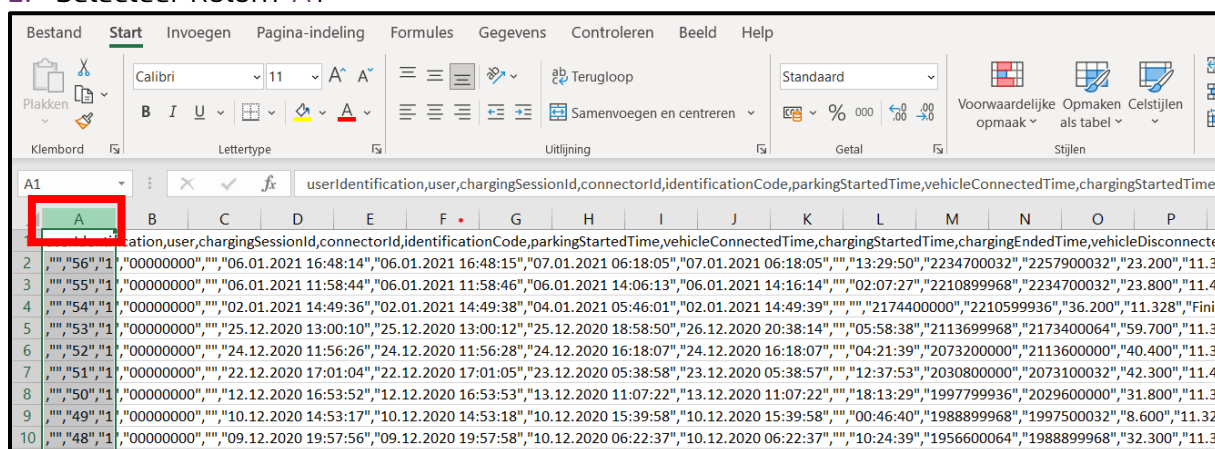 2. Selecteer Kolom A1
Bestand Start Invoegen Pagina-indeling Formules Gegevens Controleren Beeld Help
Plakken
Calibri 11 A^ A˅
ab Terugloop
Standaard
B I U A
Samenvoegen en centreren
% 000
Voorwaardelijke opmaak
Opmaken als tabel
Celstijlen
Klembord Lettertype Uitlijning Getal Stijlen
A1 fx userIdentification,user,chargingSessionId,connectorId,identificationCode,parkingStartedTime,vehicleConnectedTime,chargingStartedTime
A B C D E F G H I J K L M N O P
1 userIdentification,user,chargingSessionId,connectorId,identificationCode,parkingStartedTime,vehicleConnectedTime,chargingStartedTime,chargingEndedTime,vehicleDisconnecte
2 ,"","56","1","00000000","","06.01.2021 16:48:14","06.01.2021 16:48:15","07.01.2021 06:18:05","07.01.2021 06:18:05","","13:29:50","2234700032","2257900032","23.200","11.3
3 ,"","55","1","00000000","","06.01.2021 11:58:44","06.01.2021 11:58:46","06.01.2021 14:06:13","06.01.2021 14:16:14","","02:07:27","2210899968","2234700032","23.800","11.4
4 ,"","54","1","00000000","","02.01.2021 14:49:36","02.01.2021 14:49:38","04.01.2021 05:46:01","02.01.2021 14:49:39","","","2174400000","2210599936","36.200","11.328","Fini
5 ,"","53","1","00000000","","25.12.2020 13:00:10","25.12.2020 13:00:12","25.12.2020 18:58:50","26.12.2020 20:38:14","","05:58:38","2113699968","2173400064","59.700","11.3
6 ,"","52","1","00000000","","24.12.2020 11:56:26","24.12.2020 11:56:28","24.12.2020 16:18:07","24.12.2020 16:18:07","","04:21:39","2073200000","2113600000","40.400","11.3
7 ,"","51","1","00000000","","22.12.2020 17:01:04","22.12.2020 17:01:05","23.12.2020 05:38:58","23.12.2020 05:38:57","","12:37:53","2030800000","2073100032","42.300","11.4
8 ,"","50","1","00000000","","12.12.2020 16:53:52","12.12.2020 16:53:53","13.12.2020 11:07:22","13.12.2020 11:07:22","","18:13:29","1997799936","2029600000","31.800","11.3
9 ,"","49","1","00000000","","10.12.2020 14:53:17","10.12.2020 14:53:18","10.12.2020 15:39:58","10.12.2020 15:39:58","","00:46:40","1988899968","1997500032","8.600","11.32
10 ,"","48","1","00000000","","09.12.2020 19:57:56","09.12.2020 19:57:58","10.12.2020 06:22:37","10.12.2020 06:22:37","","10:24:39","1956600064","1988899968","32.300","11.3